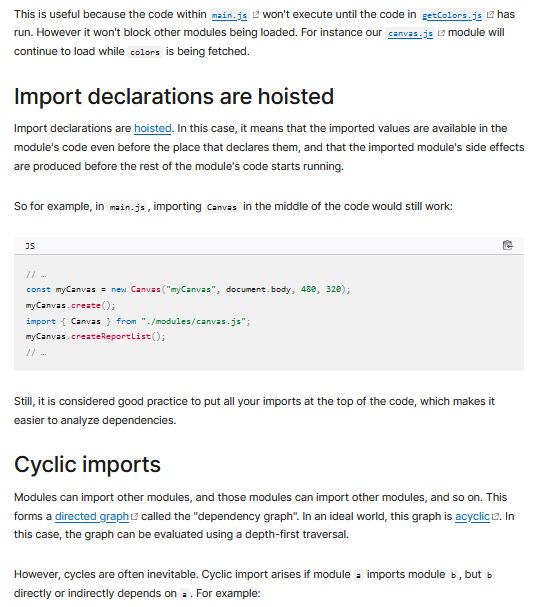 This is useful because the code within main.js won't execute until the code in getColors.js has
run. However it won't block other modules being loaded. For instance our canvas.js module will
continue to load while colors is being fetched.
Import declarations are hoisted
Import declarations are hoisted. In this case, it means that the imported values are available in the
module's code even before the place that declares them, and that the imported module's side effects
are produced before the rest of the module's code starts running.
So for example, in main.js, importing Canvas in the middle of the code would still work:
JS
// …
const myCanvas = new Canvas("myCanvas", document.body, 480, 320);
myCanvas.create();
import { Canvas } from "./modules/canvas.js";
myCanvas.createReportList();
// …
Still, it is considered good practice to put all your imports at the top of the code, which makes it
easier to analyze dependencies.
Cyclic imports
Modules can import other modules, and those modules can import other modules, and so on. This
forms a directed graph called the "dependency graph". In an ideal world, this graph is acyclic. In
this case, the graph can be evaluated using a depth-first traversal.
However, cycles are often inevitable. Cyclic import arises if module a imports module b, but b
directly or indirectly depends on a. For example: